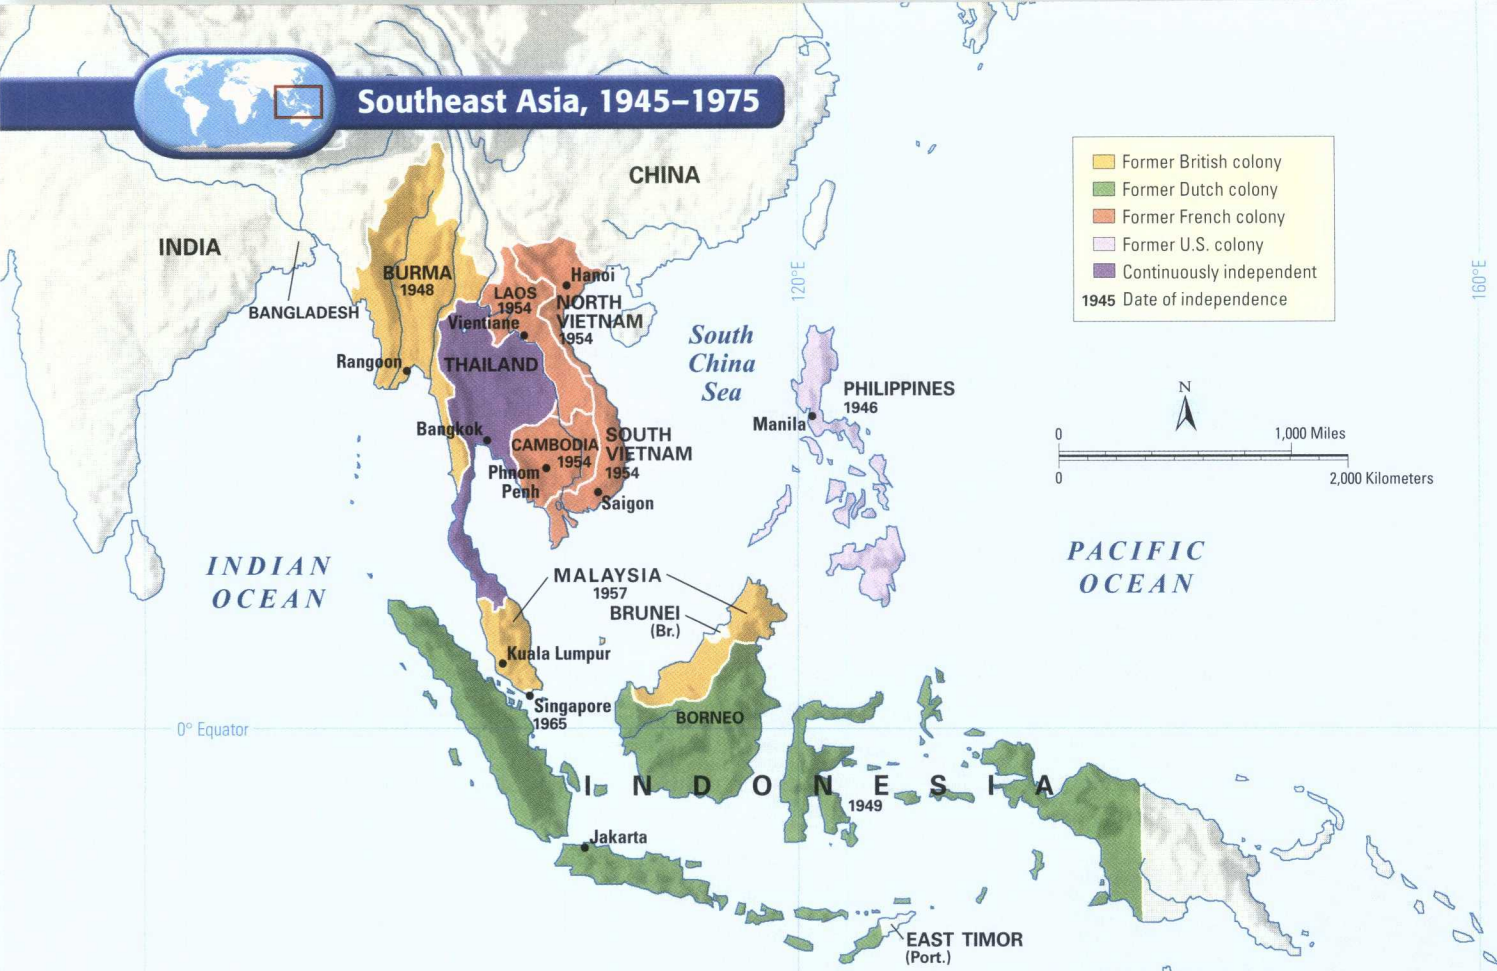 Southeast Asia, 1945–1975
CHINA
INDIA
BANGLADESH
BURMA
1948
Rangoon
Hanoi
LAOS
1954
Vientiane
NORTH
VIETNAM
1954
THAILAND
Bangkok
CAMBODIA
1954
Phnom
Penh
SOUTH
VIETNAM
1954
Saigon
South
China
Sea
120°E
160°E
Former British colony
Former Dutch colony
Former French colony
Former U.S. colony
Continuously independent
1945 Date of independence
N
0
1,000 Miles
0
2,000 Kilometers
PHILIPPINES
1946
Manila
INDIAN
OCEAN
PACIFIC
OCEAN
MALAYSIA
1957
BRUNEI
(Br.)
Kuala Lumpur
Singapore
1965
0° Equator
BORNEO
INDONESIA
1949
Jakarta
EAST TIMOR
(Port.)